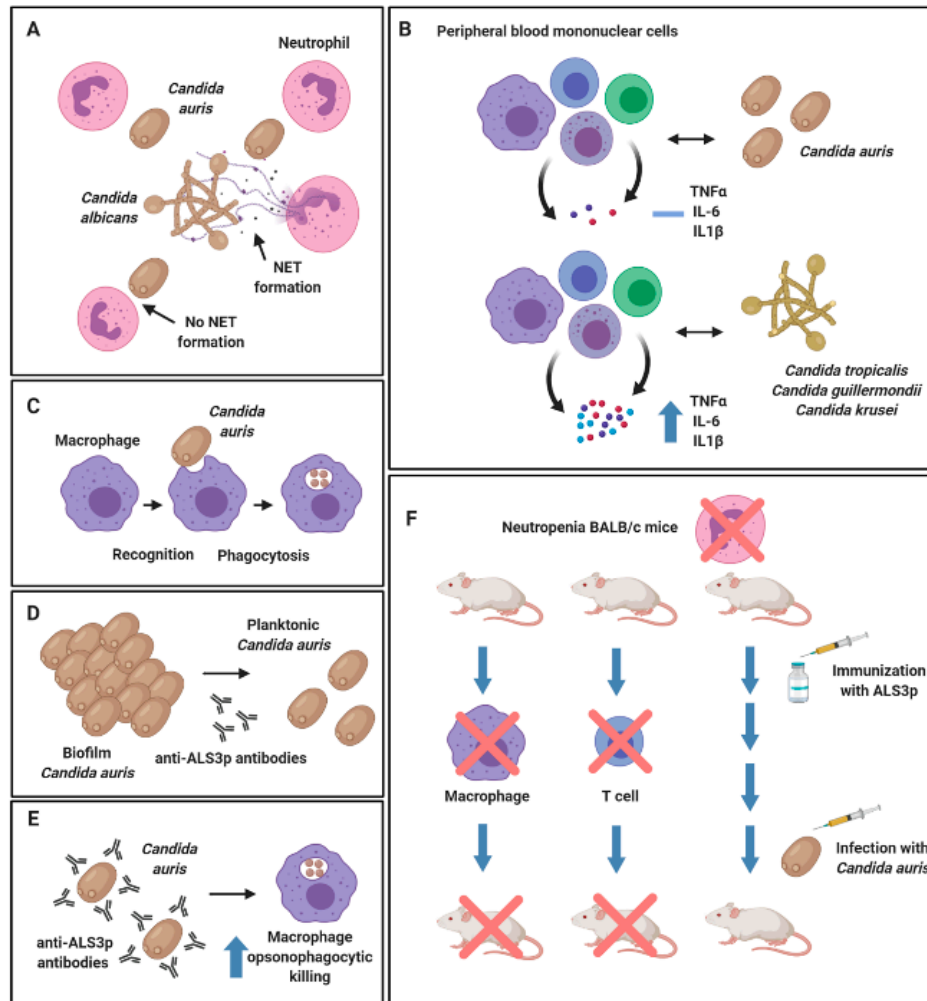 A
Neutrophil
Candida
auris
Candida
albicans
NET
formation
No NET
formation
B
Peripheral blood mononuclear cells
Candida auris
TNFα
IL-6
IL1β
Candida tropicalis
Candida guillermondii
Candida krusei
TNFα
IL-6
IL1β
C
Candida
auris
Macrophage
Recognition
Phagocytosis
D
Planktonic
Candida auris
Biofilm
Candida auris
anti-ALS3p antibodies
E
Candida
auris
anti-ALS3p
antibodies
Macrophage
opsonophagocytic
killing
F
Neutropenia BALB/c mice
Immunization
with ALS3p
Macrophage
T cell
Infection with
Candida auris